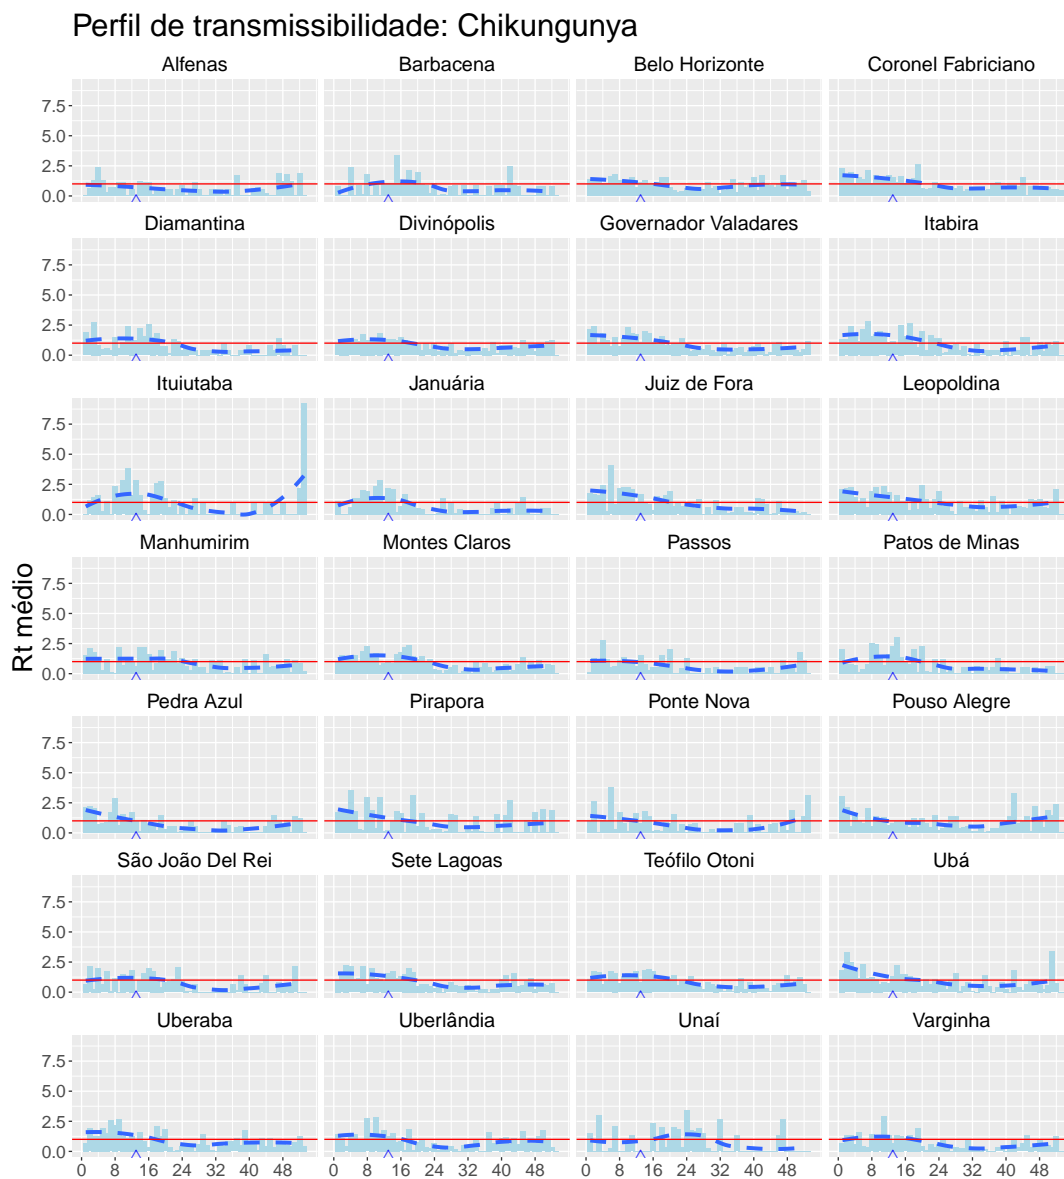 Perfil de transmissibilidade: Chikungunya
Alfenas Barbacena Belo Horizonte Coronel Fabriciano
7.5
5.0
2.5
0.0
Diamantina Divinópolis Governador Valadares Itabira
7.5
5.0
2.5
0.0
Ituiutaba Januária Juiz de Fora Leopoldina
7.5
5.0
2.5
0.0
Manhumirim Montes Claros Passos Patos de Minas
7.5
5.0
2.5
0.0
Rt médio
Pedra Azul Pirapora Ponte Nova Pouso Alegre
7.5
5.0
2.5
0.0
São João Del Rei Sete Lagoas Teófilo Otoni Ubá
7.5
5.0
2.5
0.0
Uberaba Uberlândia Unaí Varginha
7.5
5.0
2.5
0.0
0 8 16 24 32 40 48 0 8 16 24 32 40 48 0 8 16 24 32 40 48 0 8 16 24 32 40 48